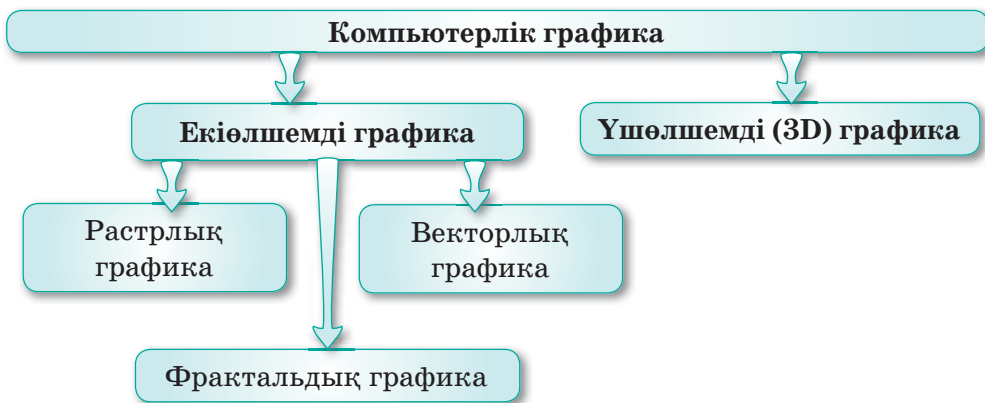 Компьютерлік графика
Екіөлшемді графика
Үшөлшемді (3D) графика
Растрлық
графика
Векторлық
графика
Фрактальдық графика